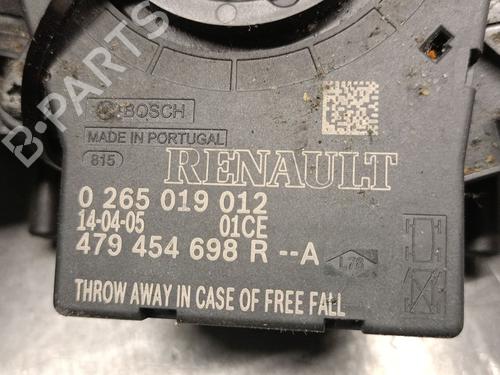 B-PARTS
BOSCH
MADE IN PORTUGAL
815
RENAULT
0 265 019 012
14-04-05 01CE
479 454 698 R --A
L78
THROW AWAY IN CASE OF FREE FALL